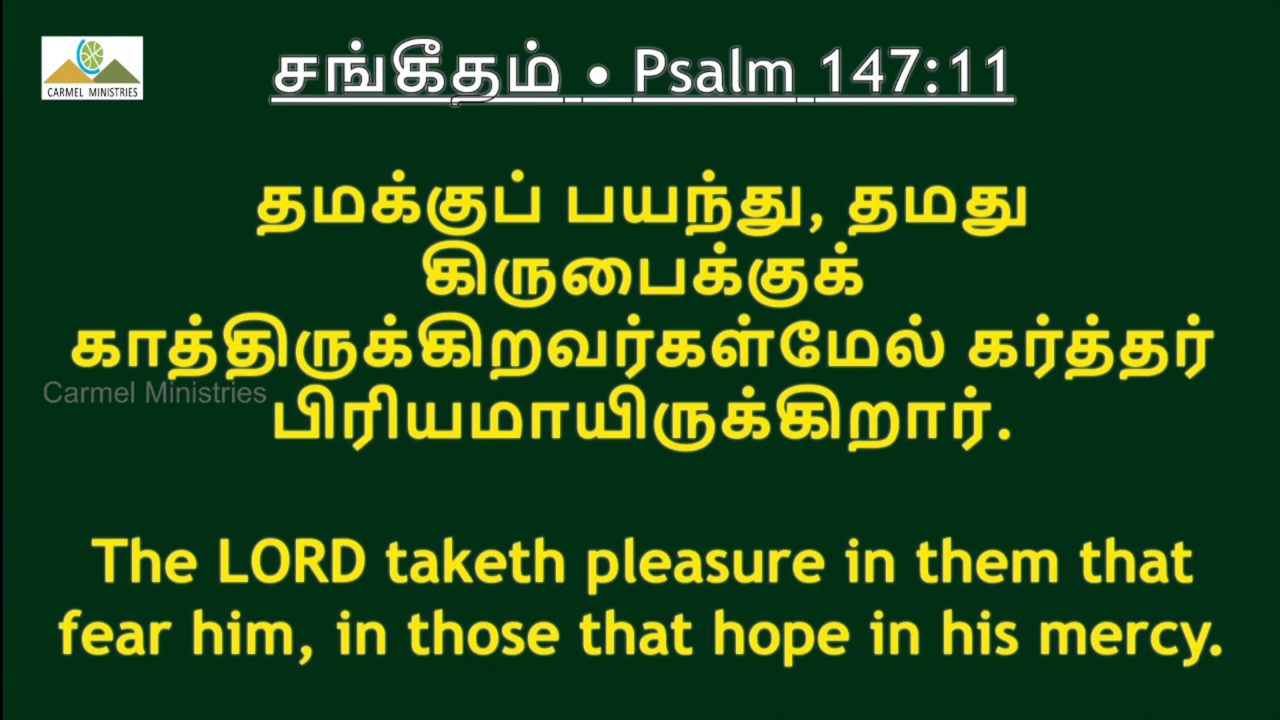 CARMEL MINISTRIES
சங்கீதம் • Psalm 147:11
தமக்குப் பயந்து, தமது
கிருபைக்குக்
காத்திருக்கிறவர்கள்மேல் கர்த்தர்
Carmel Ministries
பிரியமாயிருக்கிறார்.
The LORD taketh pleasure in them that
fear him, in those that hope in his mercy.